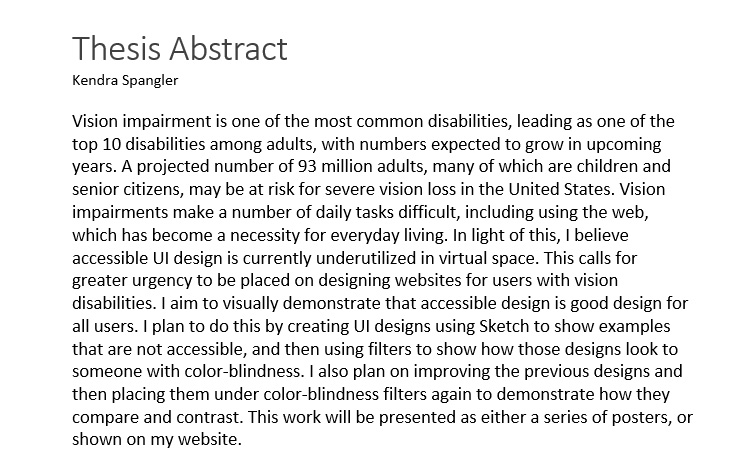 Thesis Abstract
Kendra Spangler
Vision impairment is one of the most common disabilities, leading as one of the
top 10 disabilities among adults, with numbers expected to grow in upcoming
years. A projected number of 93 million adults, many of which are children and
senior citizens, may be at risk for severe vision loss in the United States. Vision
impairments make a number of daily tasks difficult, including using the web,
which has become a necessity for everyday living. In light of this, I believe
accessible UI design is currently underutilized in virtual space. This calls for
greater urgency to be placed on designing websites for users with vision
disabilities. I aim to visually demonstrate that accessible design is good design for
all users. I plan to do this by creating UI designs using Sketch to show examples
that are not accessible, and then using filters to show how those designs look to
someone with color-blindness. I also plan on improving the previous designs and
then placing them under color-blindness filters again to demonstrate how they
compare and contrast. This work will be presented as either a series of posters, or
shown on my website.